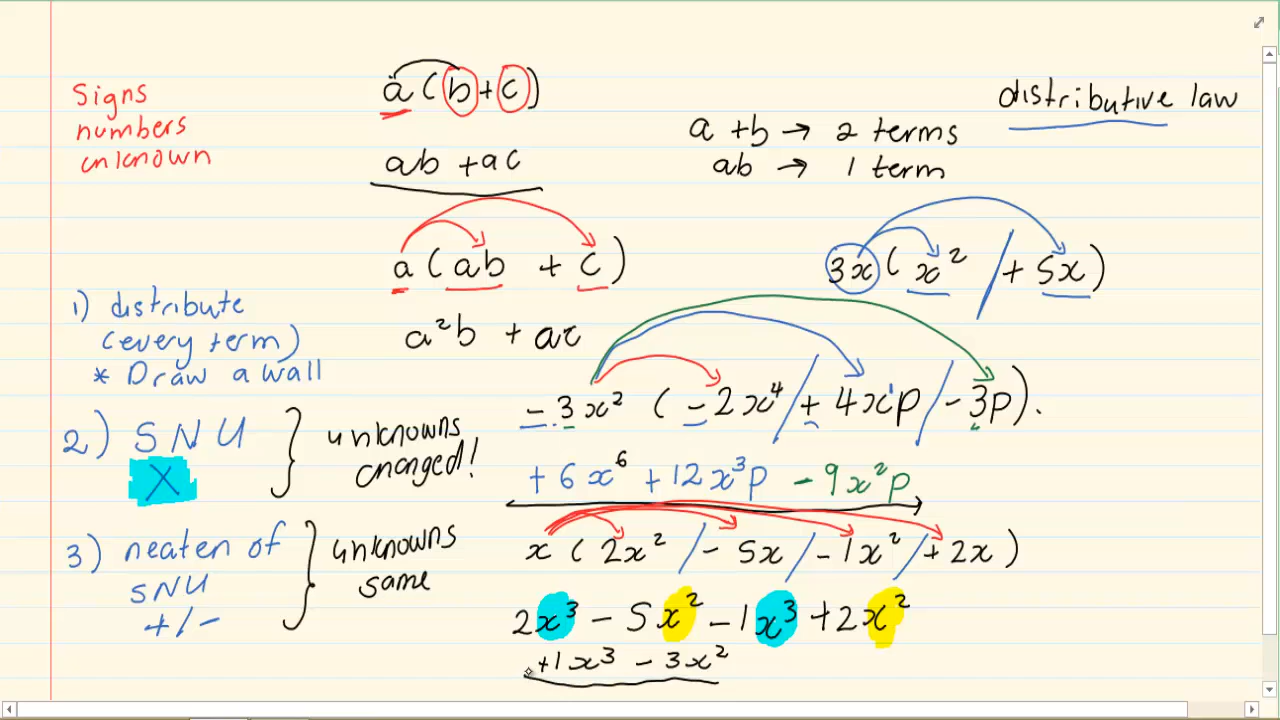 Signs
numbers
unknown
a(b+c)
ab +ac
a +b → 2 terms
ab → 1 term
distributive law
a(ab + c)
a²b + ac
3x(x² / + 5x)
1) distribute
(every term)
* Draw a wall
-3x² (-2x⁴ / + 4x¹p / - 3p).
+6x⁶ +12x³p - 9x²p
2) SNU
X
unknowns
changed!
x(2x² / - 5x / - 1x² / + 2x)
2x³ - 5x² - 1x³ + 2x²
+1x³ - 3x²
3) neaten of
SNU
+/-
unknowns
same